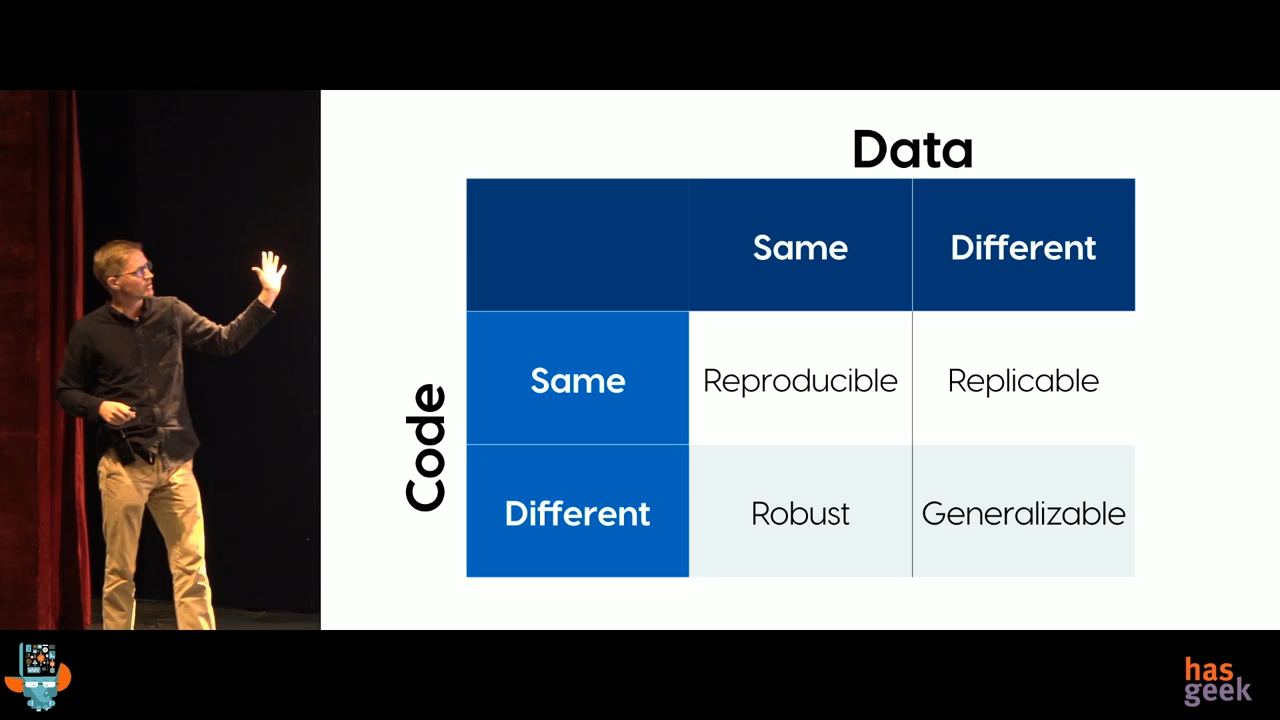 Data
Same Different
Code
Same Reproducible Replicable
Different Robust Generalizable
has
geek